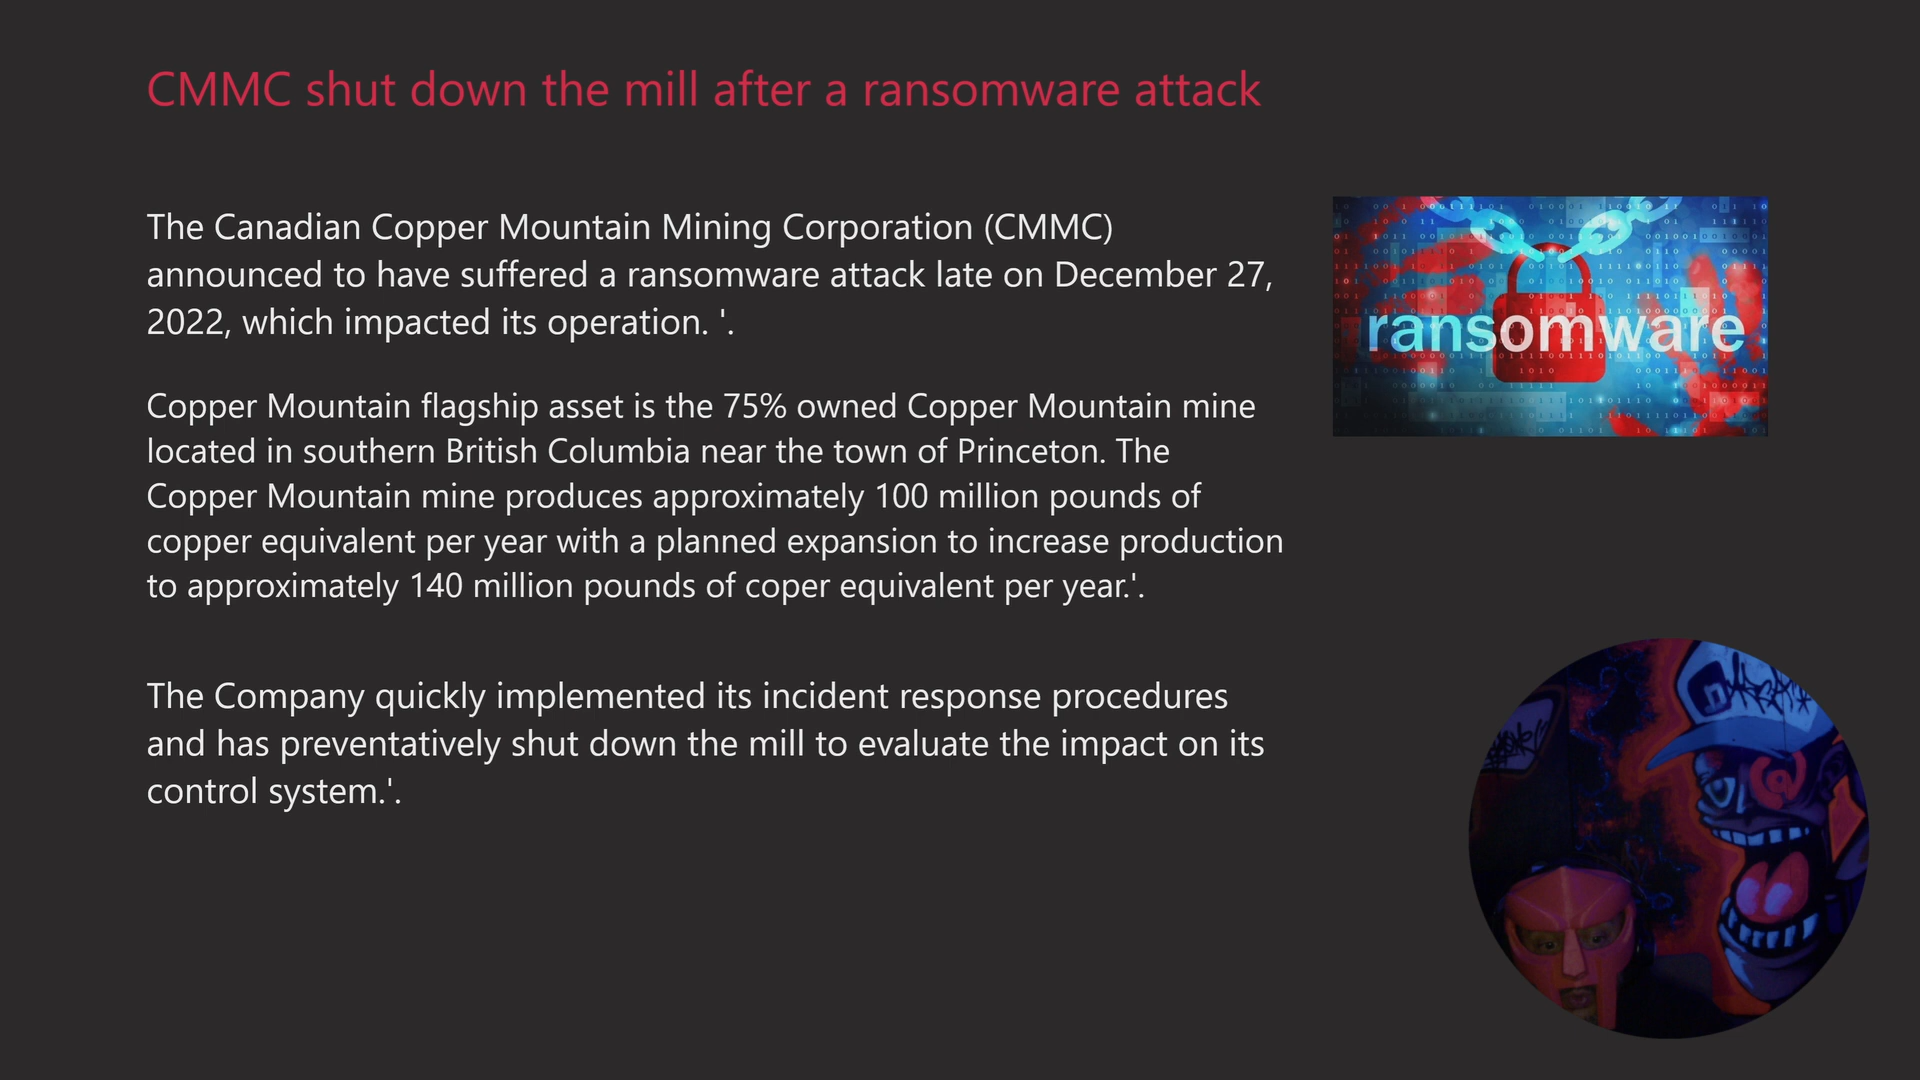 CMMC shut down the mill after a ransomware attack
The Canadian Copper Mountain Mining Corporation (CMMC)
announced to have suffered a ransomware attack late on December 27,
2022, which impacted its operation. '.
Copper Mountain flagship asset is the 75% owned Copper Mountain mine
located in southern British Columbia near the town of Princeton. The
Copper Mountain mine produces approximately 100 million pounds of
copper equivalent per year with a planned expansion to increase production
to approximately 140 million pounds of coper equivalent per year.'.
The Company quickly implemented its incident response procedures
and has preventatively shut down the mill to evaluate the impact on its
control system.'.
ransomware